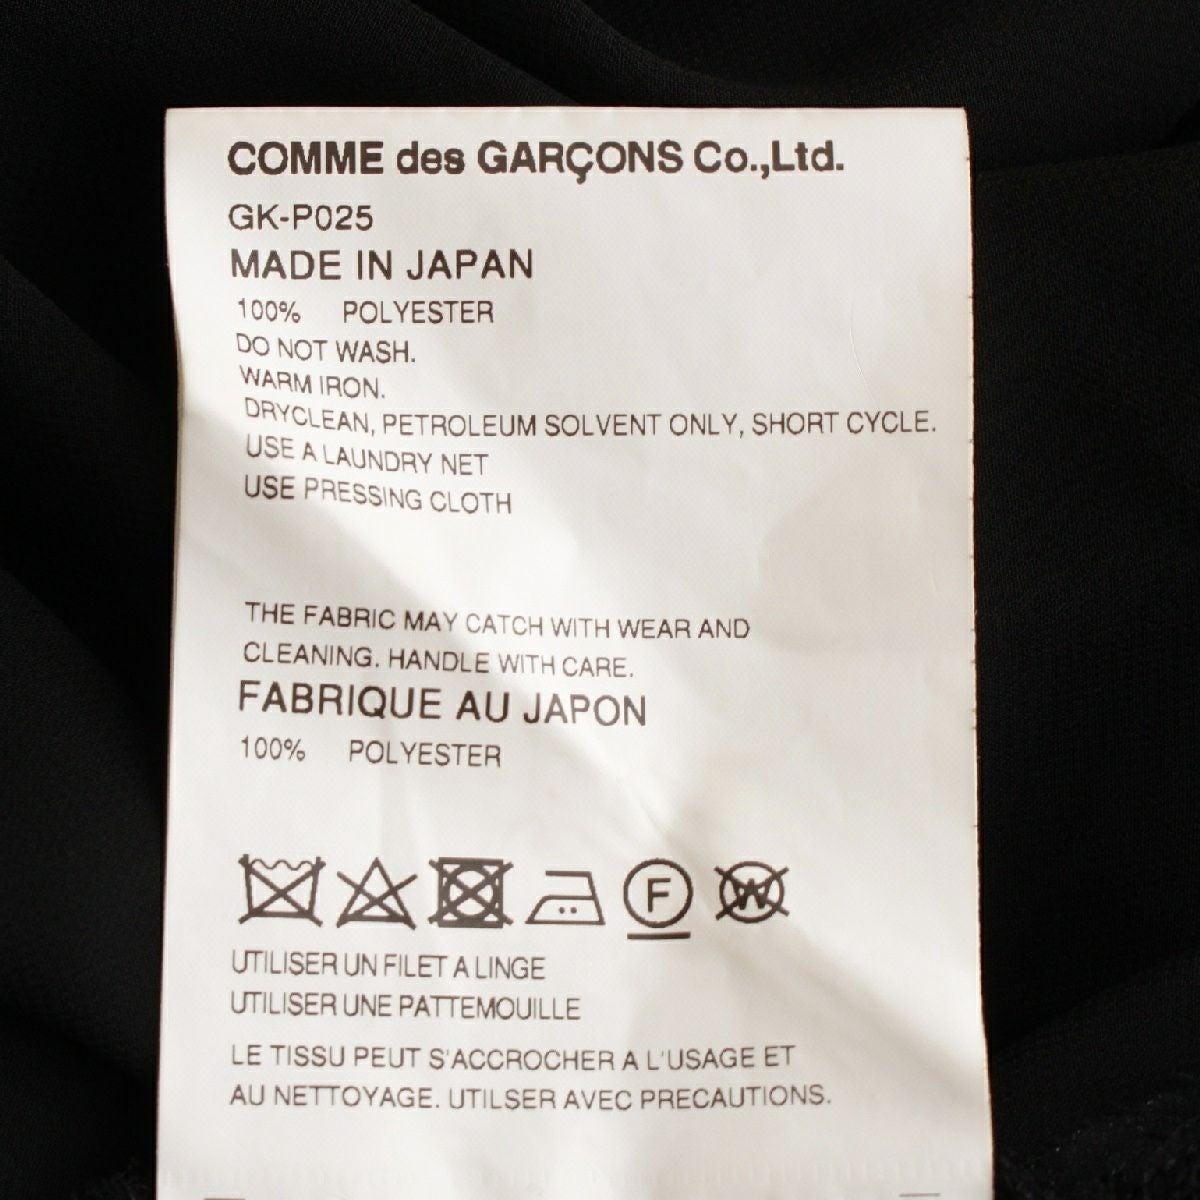 COMME des GARÇONS Co.,Ltd.
GK-P025
MADE IN JAPAN
100% POLYESTER
DO NOT WASH.
WARM IRON.
DRYCLEAN, PETROLEUM SOLVENT ONLY, SHORT CYCLE.
USE A LAUNDRY NET
USE PRESSING CLOTH
THE FABRIC MAY CATCH WITH WEAR AND
CLEANING. HANDLE WITH CARE.
FABRIQUE AU JAPON
100% POLYESTER
F W
UTILISER UN FILET A LINGE
UTILISER UNE PATTEMOUILLE
LE TISSU PEUT S'ACCROCHER A L'USAGE ET
AU NETTOYAGE. UTILSER AVEC PRECAUTIONS.